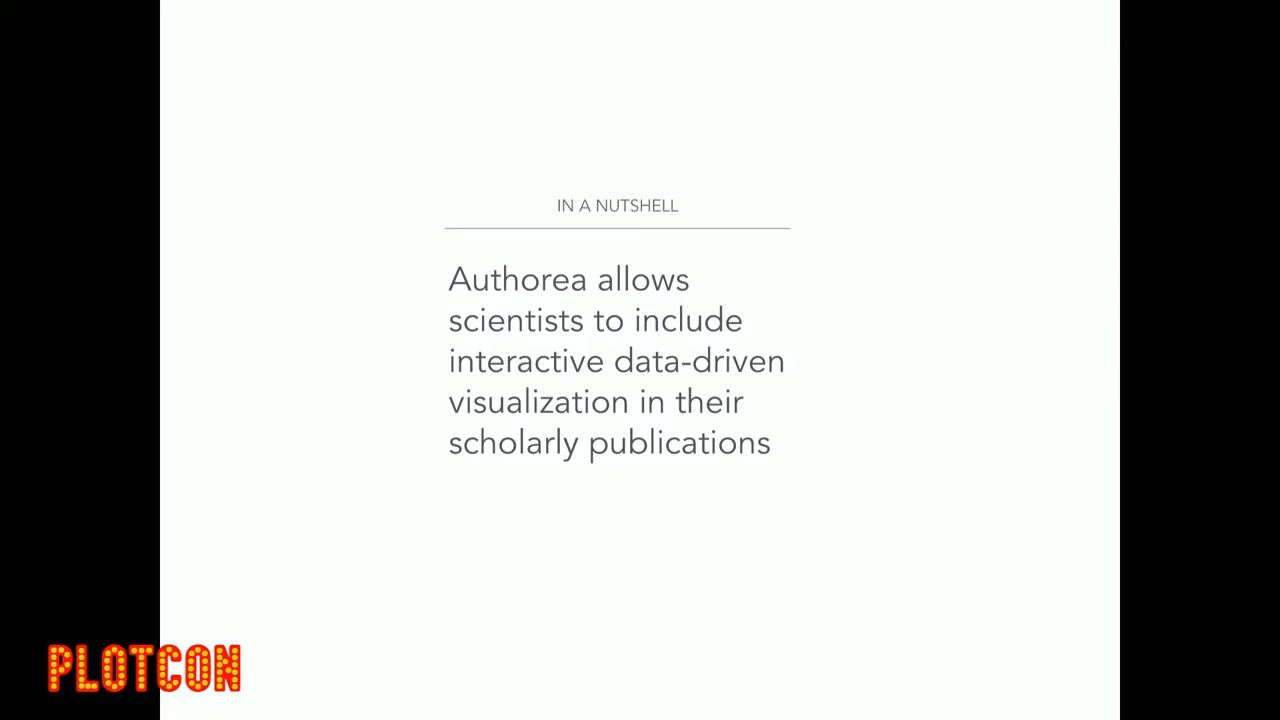 IN A NUTSHELL
Authorea allows
scientists to include
interactive data-driven
visualization in their
scholarly publications
PLOTCON